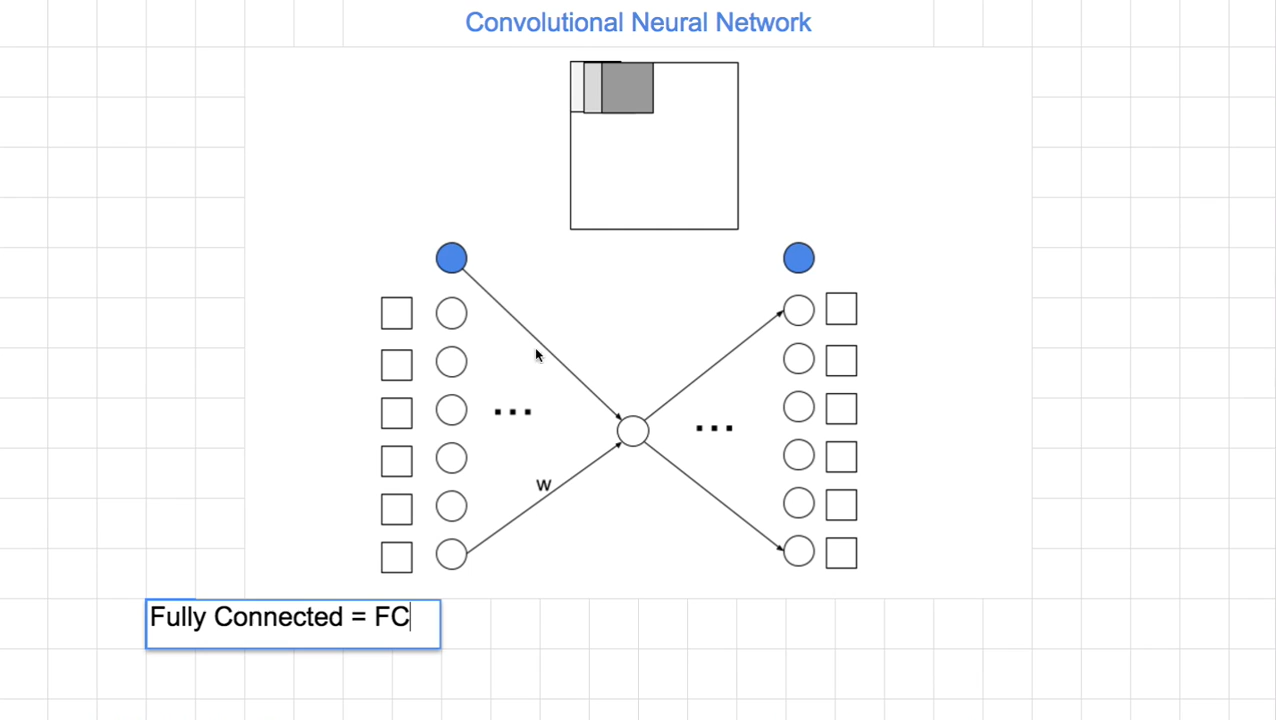 Convolutional Neural Network
...
...
w
Fully Connected = FC